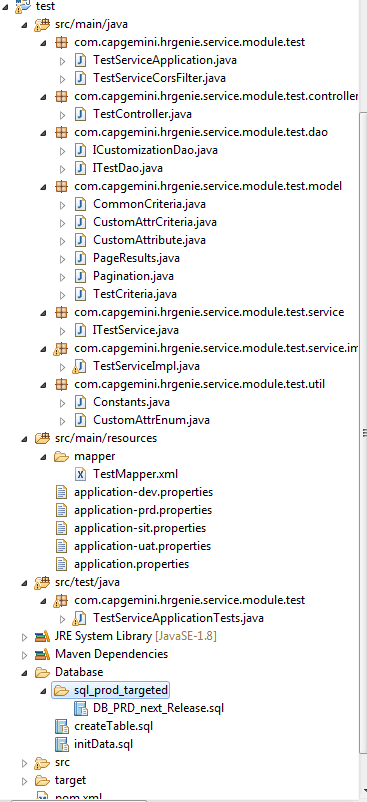 test
src/main/java
com.capgemini.hrgenie.service.module.test
TestServiceApplication.java
TestServiceCorsFilter.java
com.capgemini.hrgenie.service.module.test.controller
TestController.java
com.capgemini.hrgenie.service.module.test.dao
ICustomizationDao.java
ITestDao.java
com.capgemini.hrgenie.service.module.test.model
CommonCriteria.java
CustomAttrCriteria.java
CustomAttribute.java
PageResults.java
Pagination.java
TestCriteria.java
com.capgemini.hrgenie.service.module.test.service
ITestService.java
com.capgemini.hrgenie.service.module.test.service.im
TestServiceImpl.java
com.capgemini.hrgenie.service.module.test.util
Constants.java
CustomAttrEnum.java
src/main/resources
mapper
TestMapper.xml
application-dev.properties
application-prd.properties
application-sit.properties
application-uat.properties
application.properties
src/test/java
com.capgemini.hrgenie.service.module.test
TestServiceApplicationTests.java
JRE System Library [JavaSE-1.8]
Maven Dependencies
Database
sql_prod_targeted
DB_PRD_next_Release.sql
createTable.sql
initData.sql
src
target
pom.xml